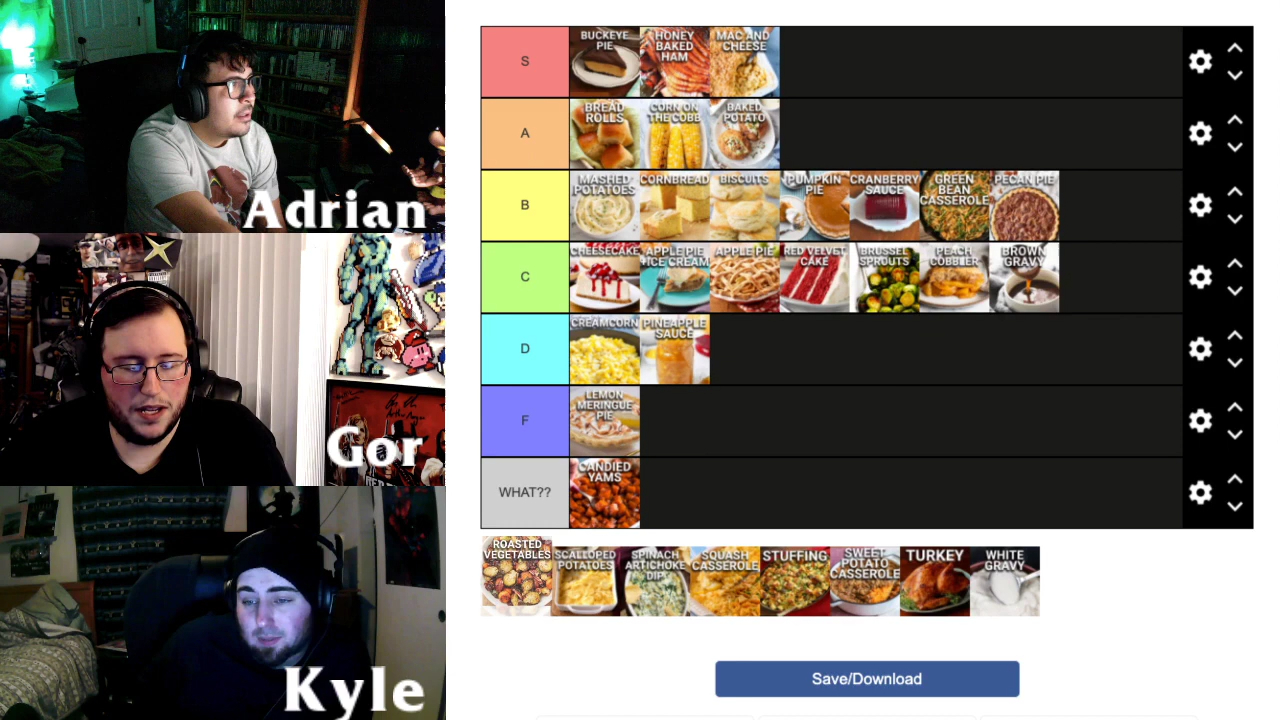 Adrian
Gor
Kyle
S
BUCKEYE
PIE
HONEY
BAKED
HAM
MAC AND
CHEESE
A
BREAD
ROLLS
CORN ON
THE COBB
BAKED
POTATO
B
MASHED
POTATOES
CORNBREAD
BISCUITS
PUMPKIN
PIE
CRANBERRY
SAUCE
GREEN
BEAN
CASSEROLE
PECAN PIE
C
CHEESECAKE
APPLE PIE
+ICE CREAM
APPLE PIE
RED VELVET
CAKE
BRUSSEL
SPROUTS
PEACH
COBBLER
BROWN
GRAVY
D
CREAMCORN
PINEAPPLE
SAUCE
F
LEMON
MERINGUE
PIE
WHAT??
CANDIED
YAMS
ROASTED
VEGETABLES
SCALLOPED
POTATOES
SPINACH
ARTICHOKE
DIP
SQUASH
CASSEROLE
STUFFING
SWEET
POTATO
CASSEROLE
TURKEY
WHITE
GRAVY
Save/Download